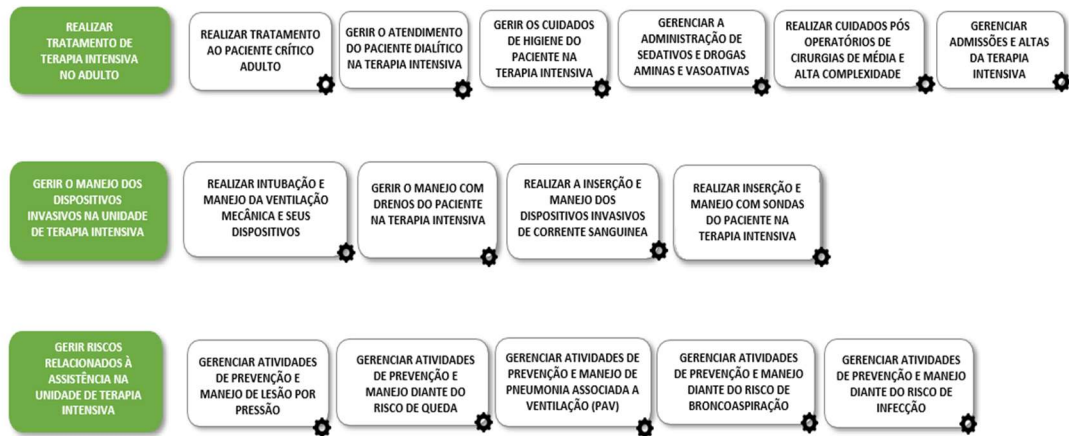 REALIZAR
TRATAMENTO DE
TERAPIA INTENSIVA
NO ADULTO
REALIZAR TRATAMENTO
AO PACIENTE CRÍTICO
ADULTO
GERIR O ATENDIMENTO
DO PACIENTE DIALÍTICO
NA TERAPIA INTENSIVA
GERIR OS CUIDADOS
DE HIGIENE DO
PACIENTE NA
TERAPIA INTENSIVA
GERENCIAR A
ADMINISTRAÇÃO DE
SEDATIVOS E DROGAS
AMINAS E VASOATIVAS
REALIZAR CUIDADOS PÓS
OPERATÓRIOS DE
CIRURGIAS DE MÉDIA E
ALTA COMPLEXIDADE
GERENCIAR
ADMISSÕES E ALTAS
DA TERAPIA
INTENSIVA
GERIR O MANEJO DOS
DISPOSITIVOS
INVASIVOS NA UNIDADE
DE TERAPIA INTENSIVA
REALIZAR INTUBAÇÃO E
MANEJO DA VENTILAÇÃO
MECÂNICA E SEUS
DISPOSITIVOS
GERIR O MANEJO COM
DRENOS DO PACIENTE
NA TERAPIA INTENSIVA
REALIZAR A INSERÇÃO E
MANEJO DOS
DISPOSITIVOS INVASIVOS
DE CORRENTE SANGUINEA
REALIZAR INSERÇÃO E
MANEJO COM SONDAS
DO PACIENTE NA
TERAPIA INTENSIVA
GERIR RISCOS
RELACIONADOS À
ASSISTÊNCIA NA
UNIDADE DE TERAPIA
INTENSIVA
GERENCIAR ATIVIDADES
DE PREVENÇÃO E
MANEJO DE LESÃO POR
PRESSÃO
GERENCIAR ATIVIDADES
DE PREVENÇÃO E
MANEJO DIANTE DO
RISCO DE QUEDA
GERENCIAR ATIVIDADES DE
PREVENÇÃO E MANEJO DE
PNEUMONIA ASSOCIADA A
VENTILAÇÃO (PAV)
GERENCIAR ATIVIDADES
DE PREVENÇÃO E MANEJO
DIANTE DO RISCO DE
BRONCOASPIRAÇÃO
GERENCIAR ATIVIDADES
DE PREVENÇÃO E MANEJO
DIANTE DO RISCO DE
INFECÇÃO